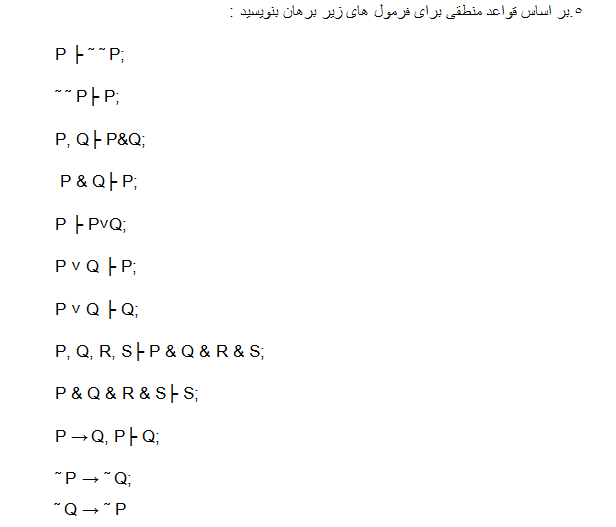 ۵.بر اساس قواعد منطقی برای فرمول های زیر برهان بنویسید :
P ├ ˜ ˜ P;
˜ ˜ P├ P;
P, Q├ P&Q;
P & Q├ P;
P ├ P˅Q;
P ˅ Q ├ P;
P ˅ Q ├ Q;
P, Q, R, S├ P & Q & R & S;
P & Q & R & S├ S;
P → Q, P├ Q;
˜ P → ˜ Q;
˜ Q → ˜ P